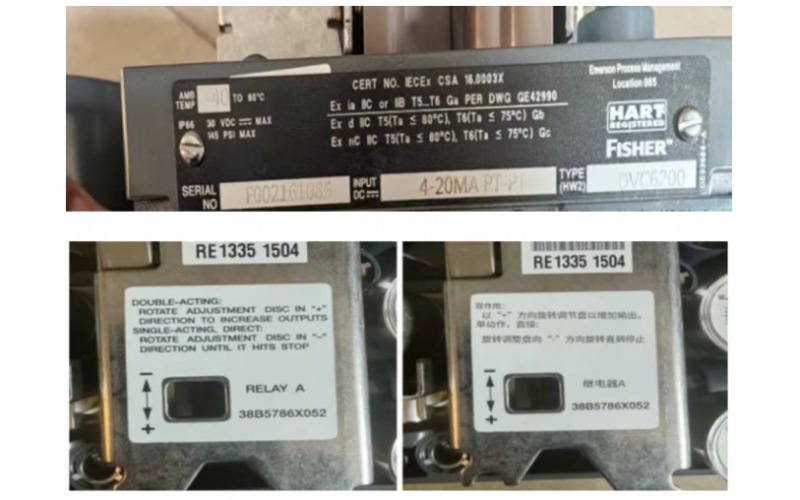 CERT NO. IECEx CSA 16.0003X
Emerson Process Management
Location 865
AMB TEMP -40 TO 80°C
Ex ia IIC or IIB T5...T6 Ga PER DWG GE42990
IP66 30 VDC MAX
145 PSI MAX
Ex d IIC T5(Ta ≤ 80°C), T6(Ta ≤ 75°C) Gb
Ex nC IIC T5(Ta ≤ 80°C), T6(Ta ≤ 75°C) Gc
HART
REGISTERED
FISHER™
SERIAL NO F002161086
INPUT DC 4-20MA PT-PT
TYPE (HW2) DVC6200
RE1335 1504
DOUBLE-ACTING:
ROTATE ADJUSTMENT DISC IN "+"
DIRECTION TO INCREASE OUTPUTS
SINGLE-ACTING, DIRECT:
ROTATE ADJUSTMENT DISC IN "-"
DIRECTION UNTIL IT HITS STOP
-
RELAY A
+
38B5786X052
RE1335 1504
双作用:
以 "+" 方向旋转调节盘以增加输出。
单动作, 直接:
旋转调整盘向 "-" 方向旋转直到停止
-
继电器A
+
38B5786X052